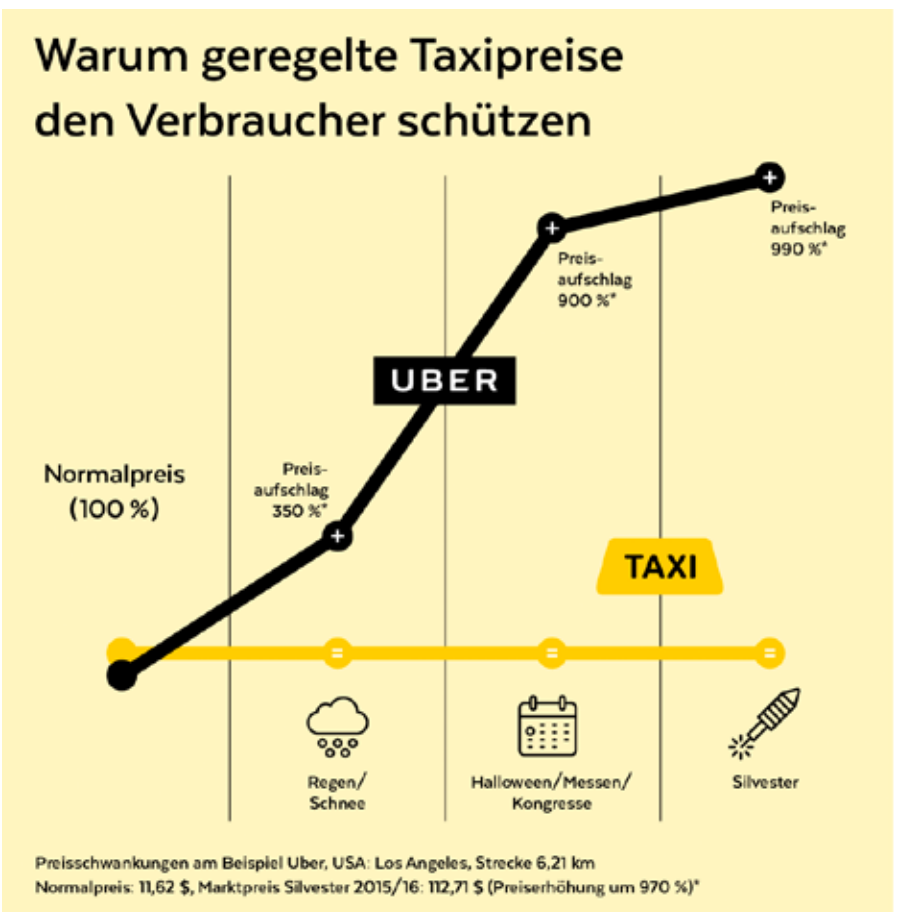 Warum geregelte Taxipreise
den Verbraucher schützen
Preis-
aufschlag
990 %*
Preis-
aufschlag
900 %*
UBER
Normalpreis
(100 %)
Preis-
aufschlag
350 %*
TAXI
Regen/
Schnee
Halloween/Messen/
Kongresse
Silvester
Preisschwankungen am Beispiel Uber, USA: Los Angeles, Strecke 6,21 km
Normalpreis: 11,62 $, Marktpreis Silvester 2015/16: 112,71 $ (Preiserhöhung um 970 %)*